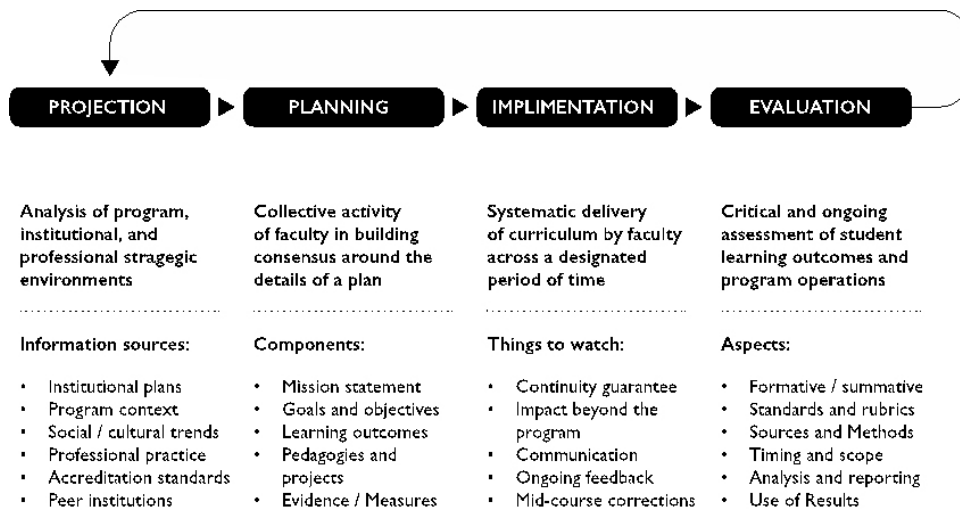 PROJECTION
PLANNING
IMPLIMENTATION
EVALUATION
Analysis of program,
institutional, and
professional stragegic
environments
Information sources:
• Institutional plans
• Program context
• Social / cultural trends
• Professional practice
• Accreditation standards
• Peer institutions
Collective activity
of faculty in building
consensus around the
details of a plan
Components:
• Mission statement
• Goals and objectives
• Learning outcomes
• Pedagogies and
projects
• Evidence / Measures
Systematic delivery
of curriculum by faculty
across a designated
period of time
Things to watch:
• Continuity guarantee
• Impact beyond the
program
• Communication
• Ongoing feedback
• Mid-course corrections
Critical and ongoing
assessment of student
learning outcomes and
program operations
Aspects:
• Formative / summative
• Standards and rubrics
• Sources and Methods
• Timing and scope
• Analysis and reporting
• Use of Results